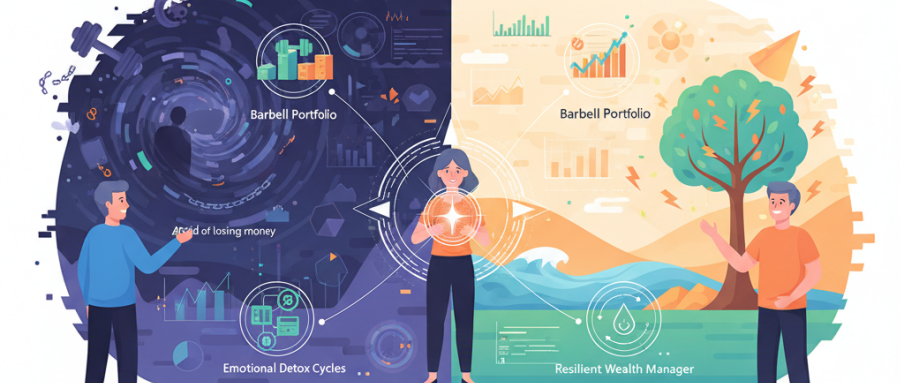 Barbell Portfolio
Barbell Portfolio
of losing money
Emotional Detox Cycles
Resilient Wealth Manager